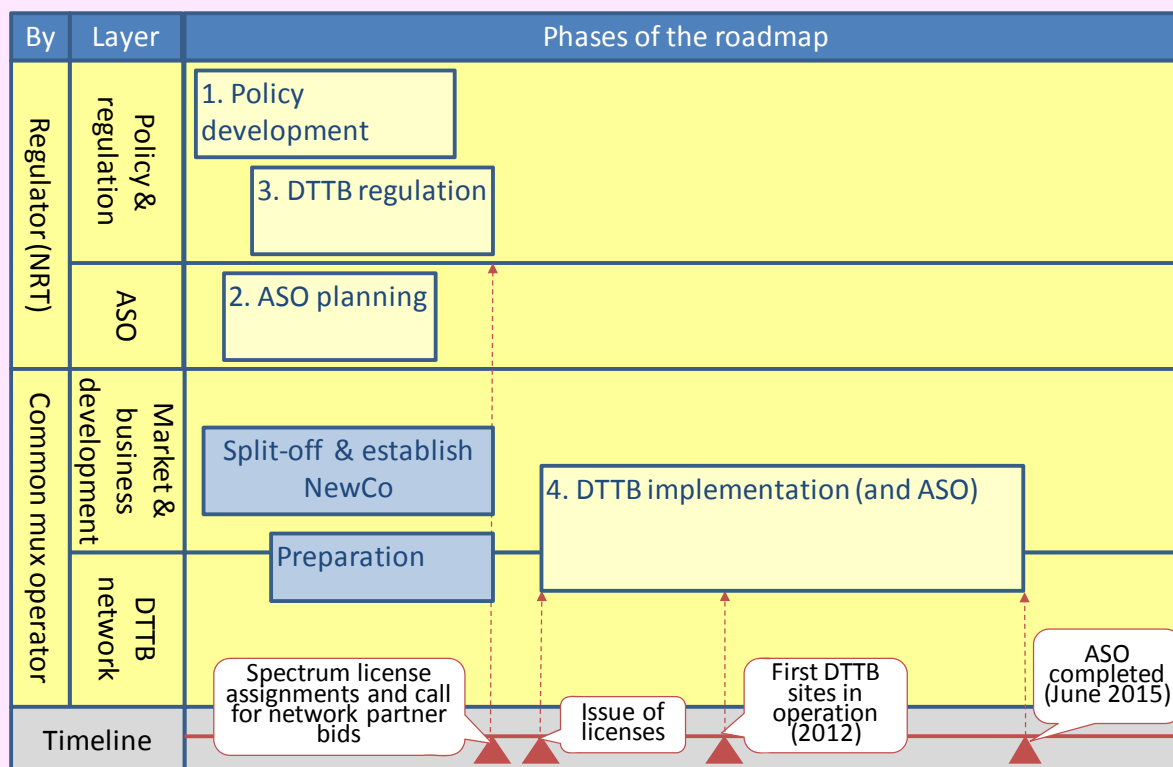 By
Layer
Phases of the roadmap
Regulator (NRT)
Policy &
regulation
1. Policy
development
3. DTTB regulation
ASO
2. ASO planning
Common mux operator
Market &
business
development
Split-off & establish
NewCo
4. DTTB implementation (and ASO)
Preparation
DTTB
network
Spectrum license
assignments and call
for network partner
bids
Issue of
licenses
First DTTB
sites in
operation
(2012)
ASO
completed
(June 2015)
Timeline